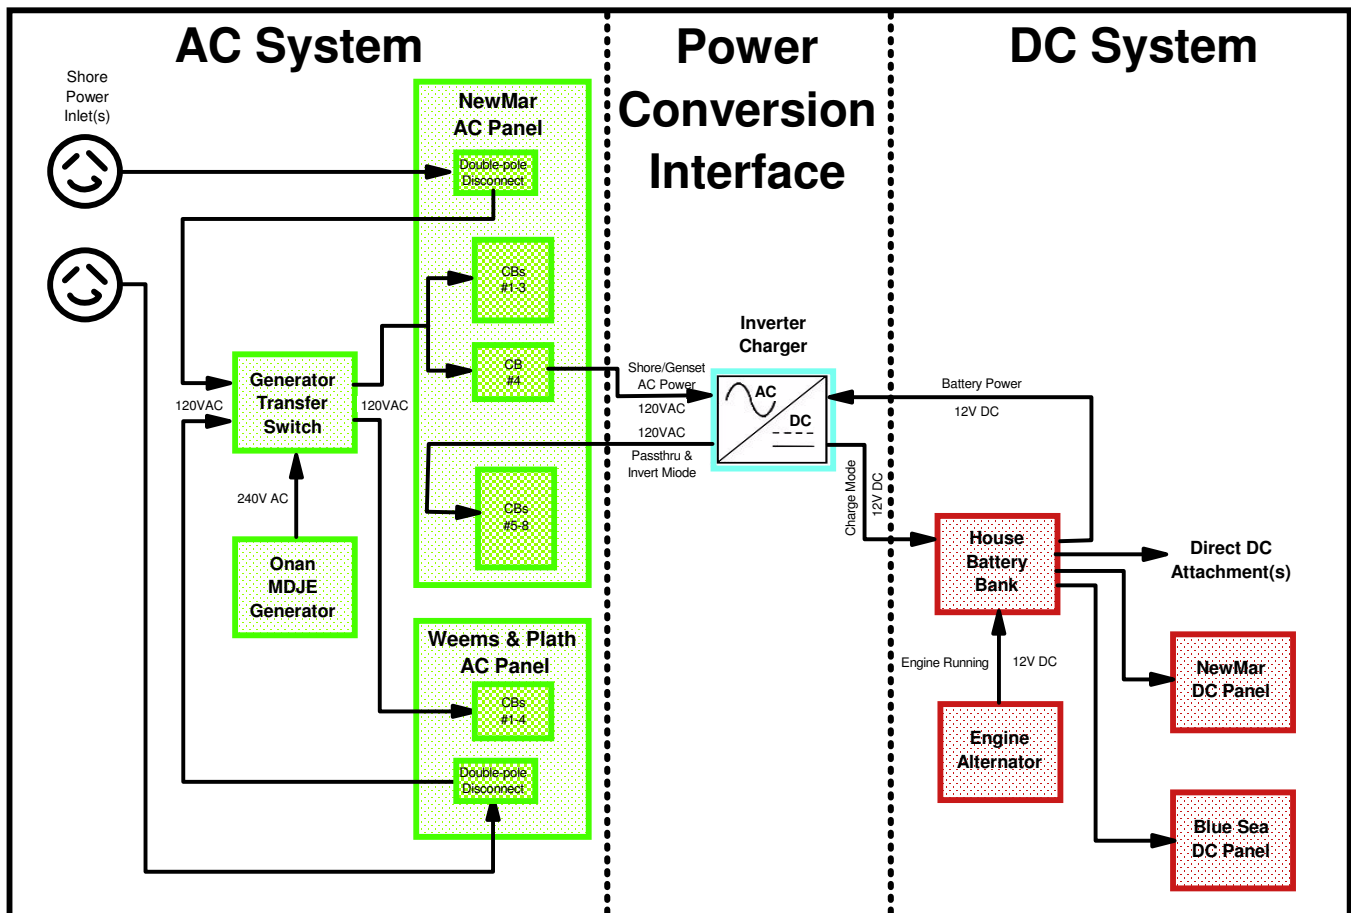 AC System
Power
Conversion
Interface
DC System
Shore
Power
Inlet(s)
NewMar
AC Panel
Double-pole
Disconnect
CBs
#1-3
CB
#4
CBs
#5-8
Generator
Transfer
Switch
120VAC
120VAC
240V AC
Onan
MDJE
Generator
Weems & Plath
AC Panel
CBs
#1-4
Double-pole
Disconnect
Inverter
Charger
Shore/Genset
AC Power
120VAC
120VAC
Passthru &
Invert Miode
AC
DC
Battery Power
12V DC
Charge Mode
12V DC
House
Battery
Bank
Direct DC
Attachment(s)
Engine Running
12V DC
NewMar
DC Panel
Engine
Alternator
Blue Sea
DC Panel